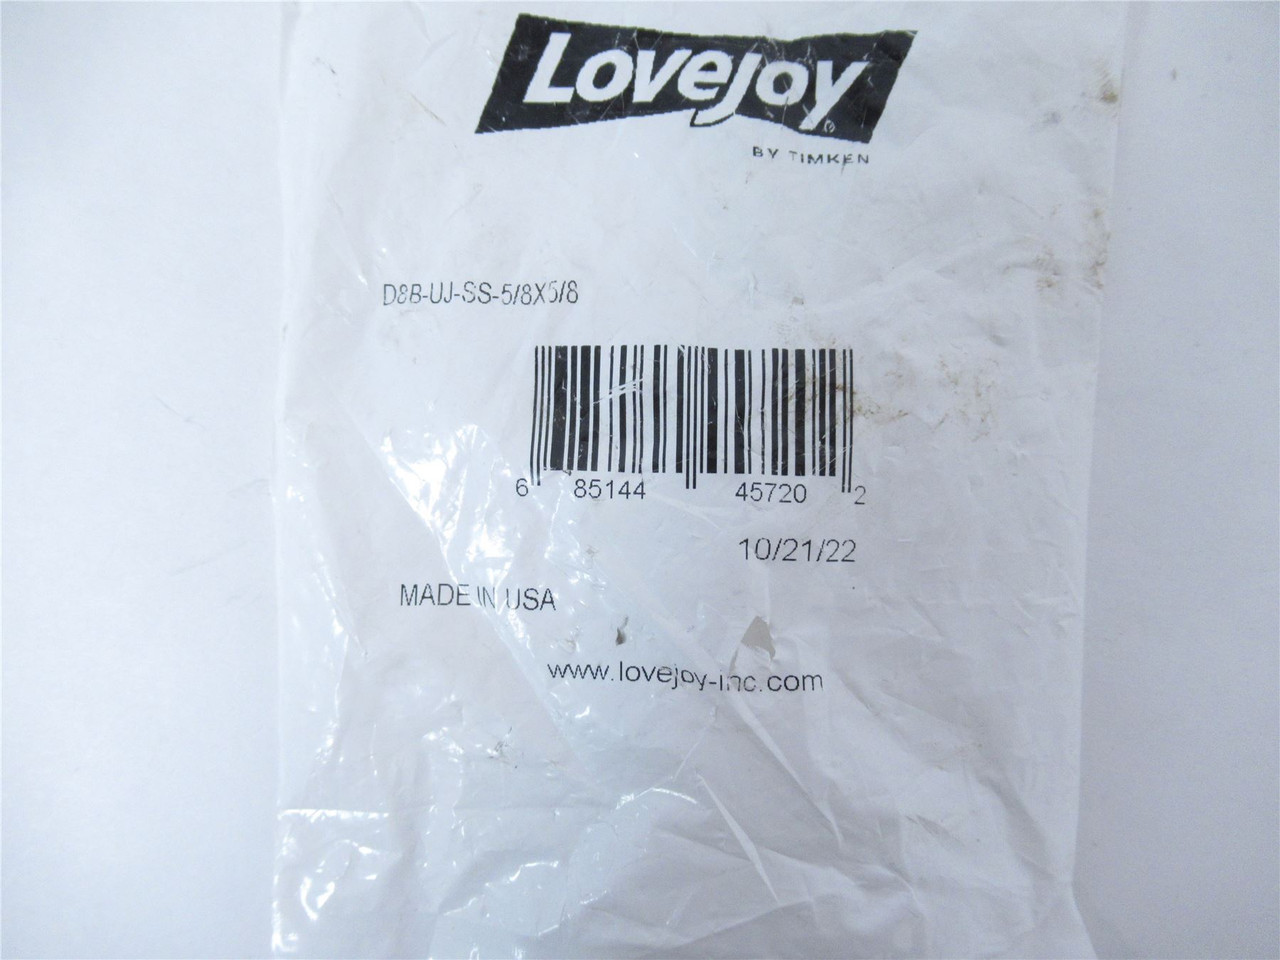 Lovejoy®
BY TIMKEN
D8B-UJ-SS-5/8X5/8
6 85144 45720 2
10/21/22
MADE IN USA
www.lovejoy-inc.com